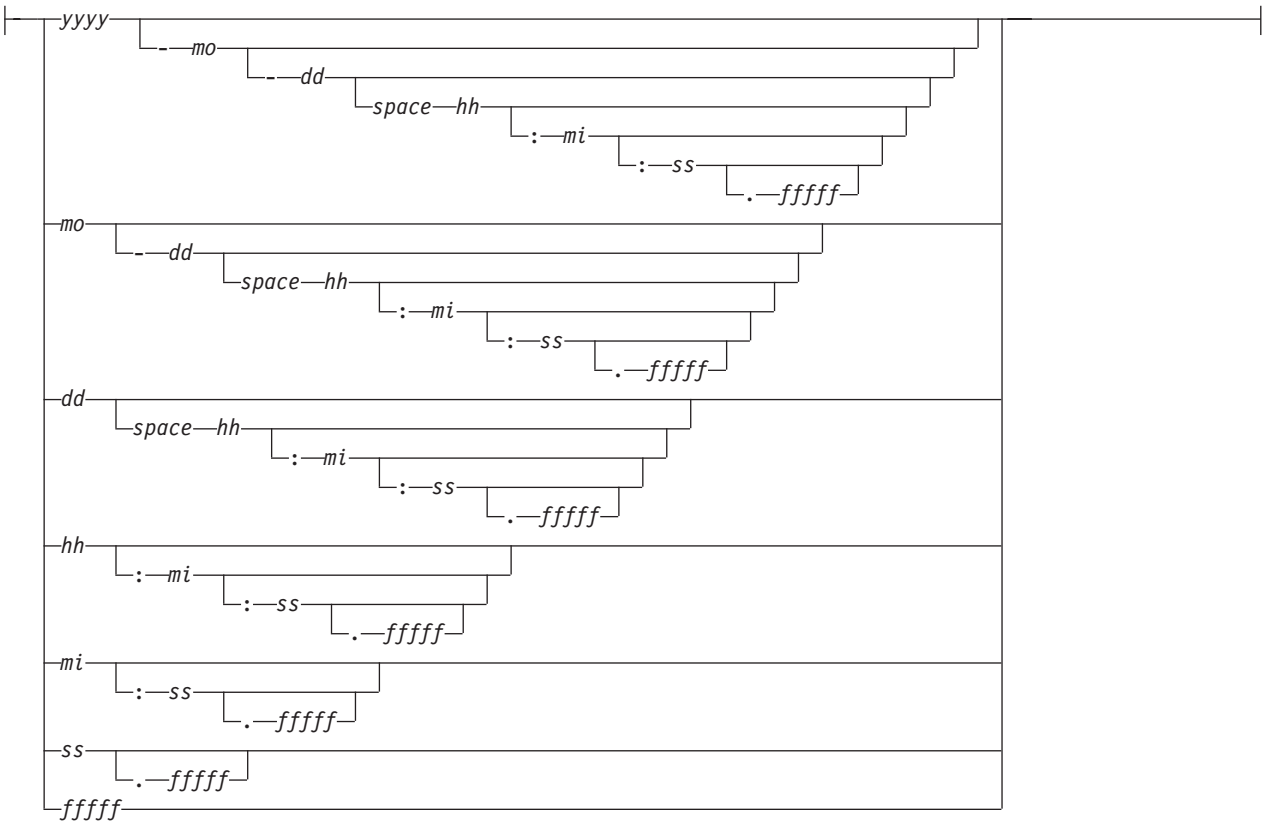 yyyy
- mo
- dd
space hh
: mi
: ss
. fffff
mo
- dd
space hh
: mi
: ss
. fffff
dd
space hh
: mi
: ss
. fffff
hh
: mi
: ss
. fffff
mi
: ss
. fffff
ss
. fffff
fffff